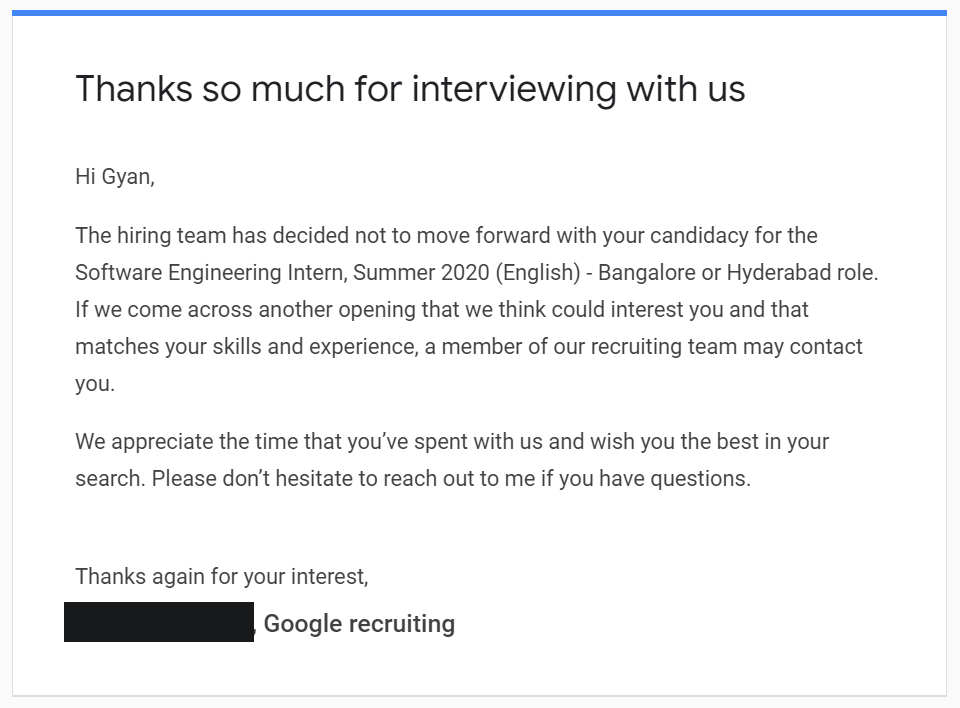 Thanks so much for interviewing with us
Hi Gyan,
The hiring team has decided not to move forward with your candidacy for the
Software Engineering Intern, Summer 2020 (English) - Bangalore or Hyderabad role.
If we come across another opening that we think could interest you and that
matches your skills and experience, a member of our recruiting team may contact
you.
We appreciate the time that you’ve spent with us and wish you the best in your
search. Please don’t hesitate to reach out to me if you have questions.
Thanks again for your interest,
, Google recruiting